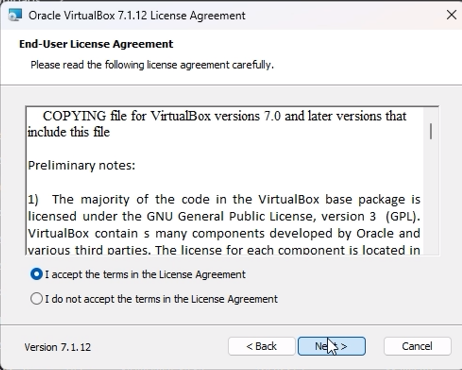 Oracle VirtualBox 7.1.12 License Agreement
End-User License Agreement
Please read the following license agreement carefully.
COPYING file for VirtualBox versions 7.0 and later versions that
include this file
Preliminary notes:
1) The majority of the code in the VirtualBox base package is
licensed under the GNU General Public License, version 3 (GPL).
VirtualBox contain s many components developed by Oracle and
various third parties. The license for each component is located in
I accept the terms in the License Agreement
I do not accept the terms in the License Agreement
Version 7.1.12
< Back
Next >
Cancel